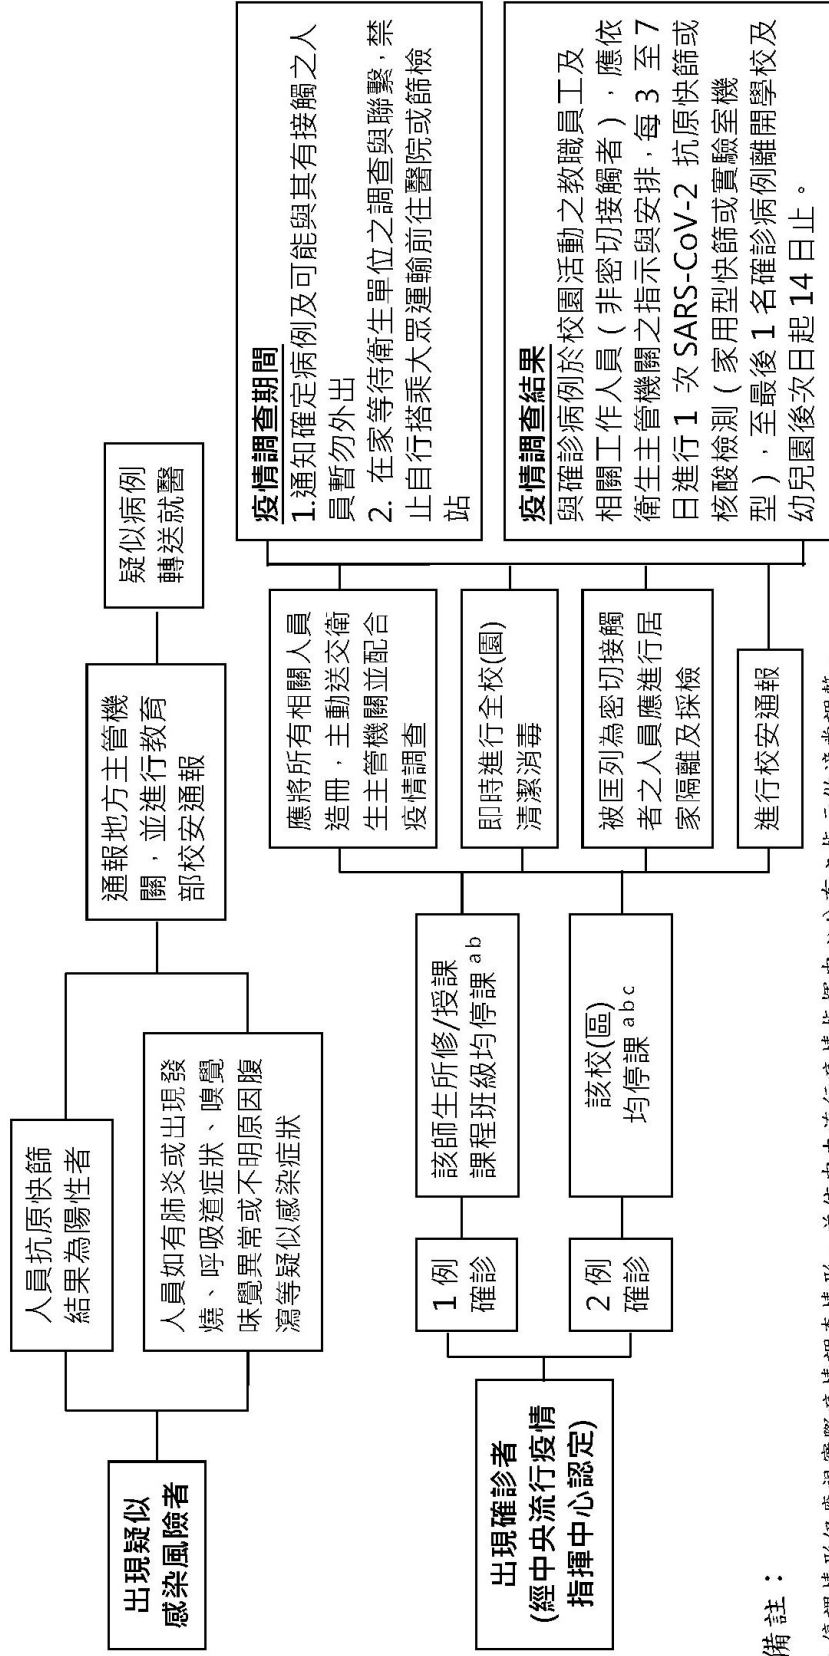 出現疑似
感染風險者
人員抗原快篩
結果為陽性者
人員如有肺炎或出現發
燒、呼吸道症狀、嗅覺
味覺異常或不明原因腹
瀉等疑似感染症狀
通報地方主管機
關，並進行教育
部校安通報
疑似病例
轉送就醫
出現確診者
(經中央流行疫情
指揮中心認定)
1 例
確診
2 例
確診
該師生所修/授課
課程班級均停課 ab
該校(區)
均停課 abc
應將所有相關人員
造冊，主動送交衛
生主管機關並配合
疫情調查
即時進行全校(園)
清潔消毒
被匡列為密切接觸
者之人員應進行居
家隔離及採檢
進行校安通報
疫情調查期間
1.通知確定病例及可能與其有接觸之人
員暫勿外出
2. 在家等待衛生單位之調查與聯繫，禁
止自行搭乘大眾運輸前往醫院或篩檢
站
疫情調查結果
與確診病例於校園活動之教職員工及
相關工作人員（非密切接觸者），應依
衛生主管機關之指示與安排，每 3 至 7
日進行 1 次 SARS-CoV-2 抗原快篩或
核酸檢測（家用型快篩或實驗室機
型），至最後 1 名確診病例離開學校及
幼兒園後次日起 14 日止。
備註：